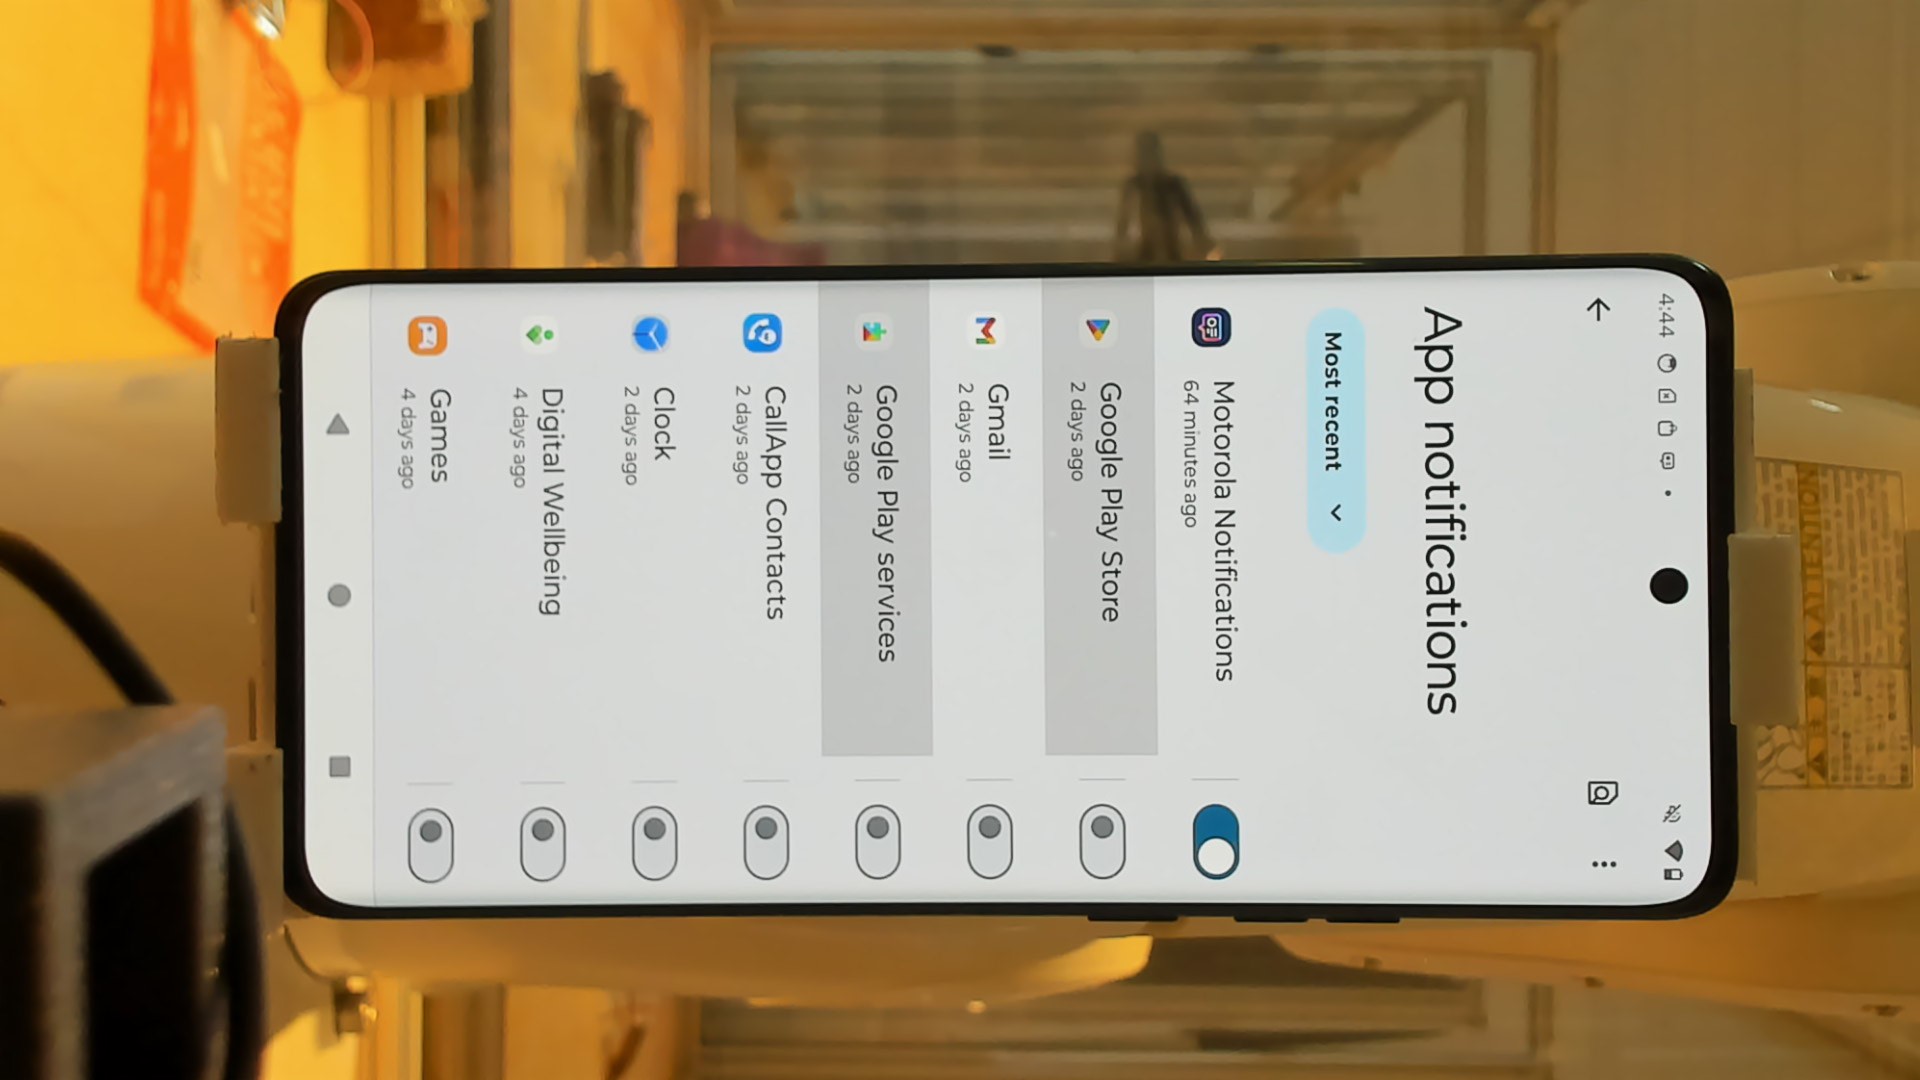 4:44
App notifications
Most recent
Motorola Notifications
64 minutes ago
Google Play Store
2 days ago
Gmail
2 days ago
Google Play services
2 days ago
CallApp Contacts
2 days ago
Clock
2 days ago
Digital Wellbeing
4 days ago
Games
4 days ago